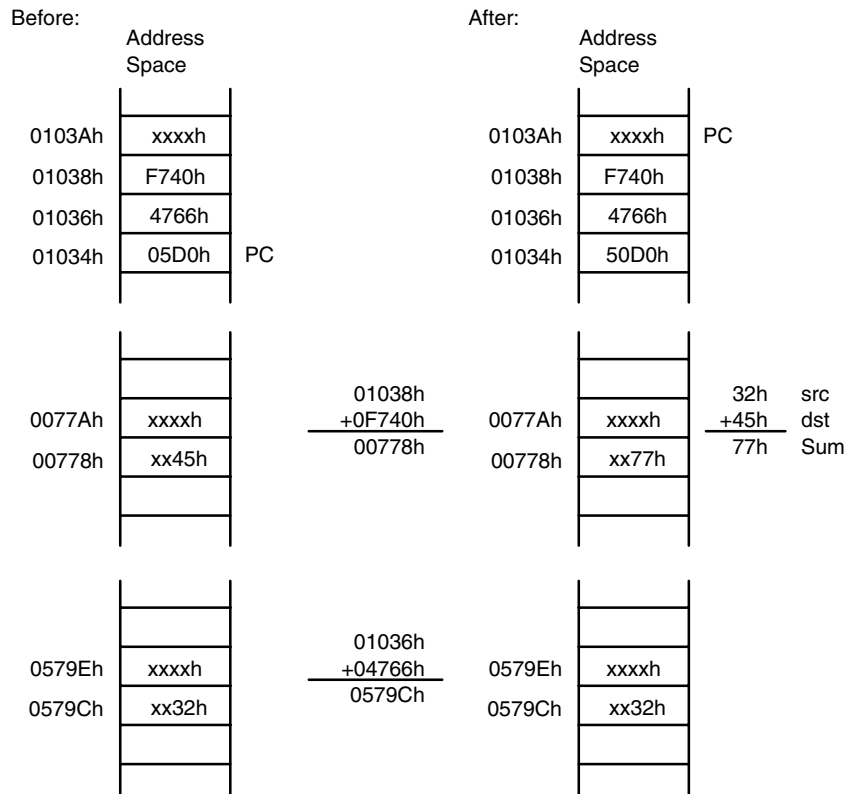 Before:
After:
Address
Space
Address
Space
0103Ah xxxxh
0103Ah xxxxh PC
01038h F740h
01038h F740h
01036h 4766h
01036h 4766h
01034h 05D0h PC
01034h 50D0h
01038h
32h src
0077Ah xxxxh
+0F740h
0077Ah xxxxh
+45h dst
00778h xx45h
00778h
00778h xx77h
77h Sum
01036h
0579Eh xxxxh
+04766h
0579Eh xxxxh
0579Ch xx32h
0579Ch
0579Ch xx32h